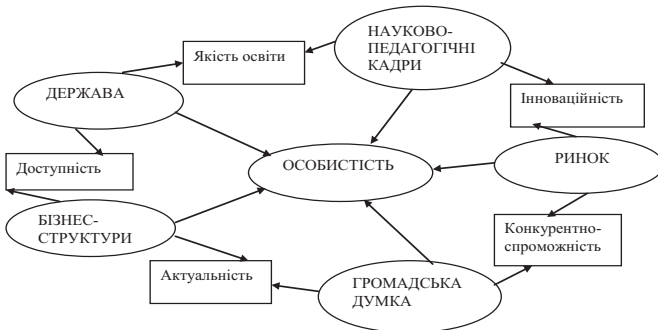 НАУКОВО-
ПЕДАГОГІЧНІ
КАДРИ
Якість освіти
ДЕРЖАВА
Інноваційність
Доступність
ОСОБИСТІСТЬ
РИНОК
БІЗНЕС-
СТРУКТУРИ
Конкурентно-
спроможність
Актуальність
ГРОМАДСЬКА
ДУМКА